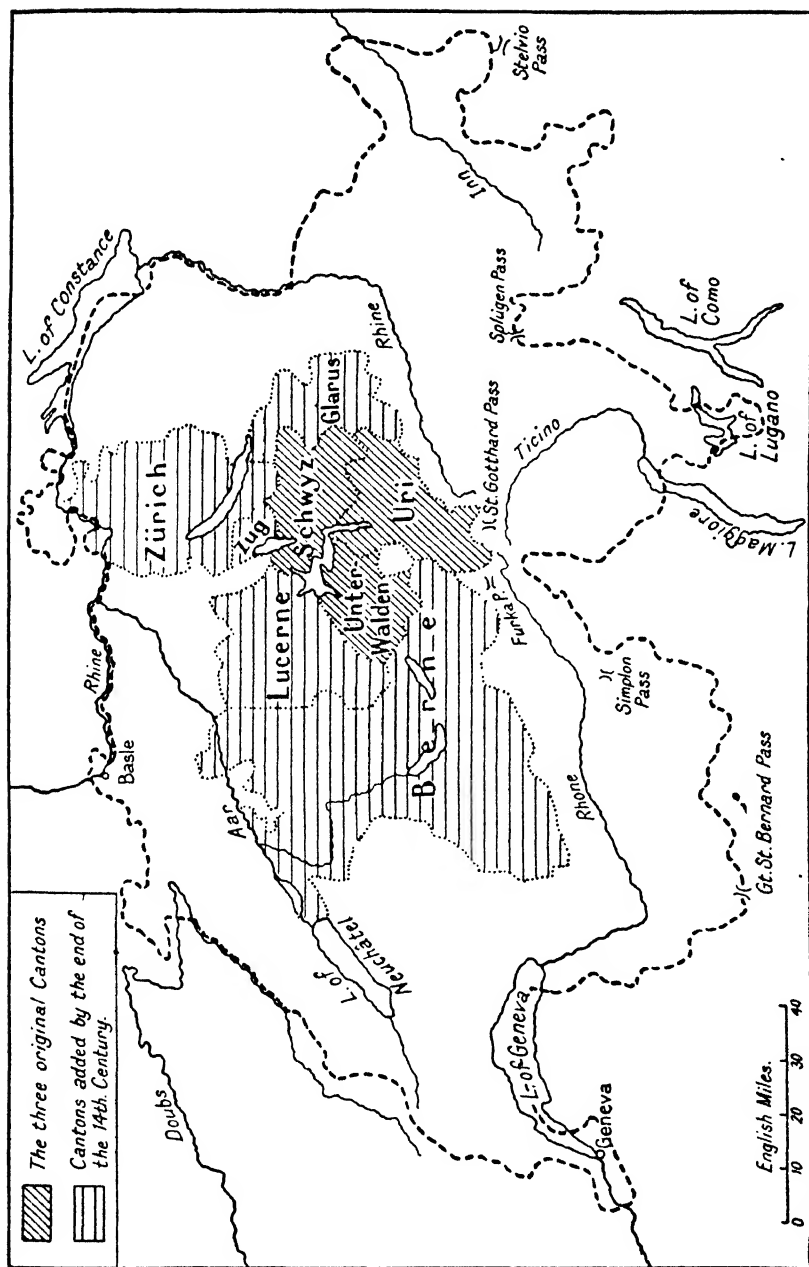 The three original Cantons
Cantons added by the end of
the 14th. Century.
Doubs
Basle
Rhine
L. of Constance
Aar
Zürich
Zug
Lucerne
Schwyz
Glarus
Unter
Walden
Uri
Berne
L. of
Neuchâtel
Rhine
Inn
Stelvio
Pass
Splügen Pass
St. Gotthard Pass
Furka P.
Ticino
Simplon
Pass
Rhone
L. of Geneva
Geneva
Gt. St. Bernard Pass
L. Maggiore
L. of
Lugano
L. of
Como
English Miles.
0 10 20 30 40